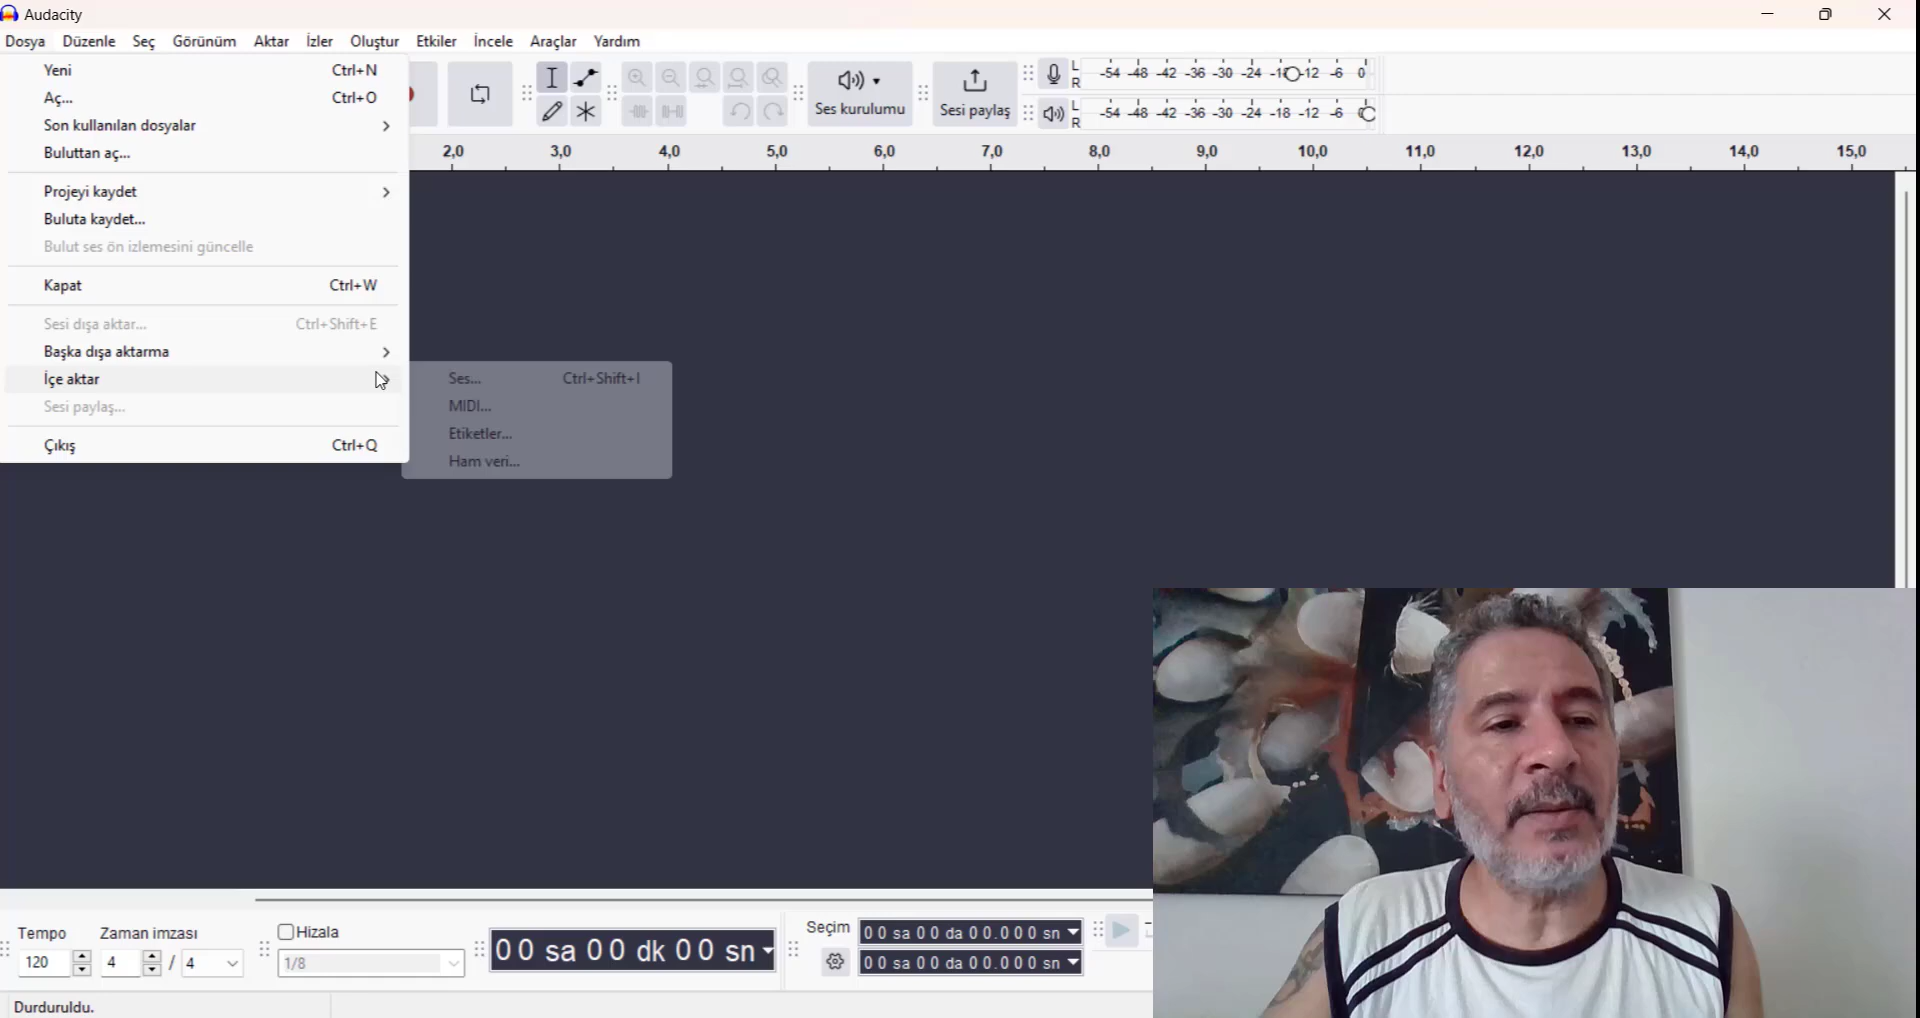 Audacity
Dosya Düzenle Seç Görünüm Aktar İzler Oluştur Etkiler İncele Araçlar Yardım
Yeni Ctrl+N
Aç... Ctrl+O
Son kullanılan dosyalar
Buluttan aç...
Projeyi kaydet
Buluta kaydet...
Bulut ses ön izlemesini güncelle
Kapat Ctrl+W
Sesi dışa aktar... Ctrl+Shift+E
Başka dışa aktarma
İçe aktar
Sesi paylaş...
Çıkış Ctrl+Q
Ses... Ctrl+Shift+I
MIDI...
Etiketler...
Ham veri...
Ses kurulumu
Sesi paylaş
L
R
-54 -48 -42 -36 -30 -24 -12 -6 0
L
R
-54 -48 -42 -36 -30 -24 -18 -12 -6
2,0 3,0 4,0 5,0 6,0 7,0 8,0 9,0 10,0 11,0 12,0 13,0 14,0 15,0
Tempo
120
Zaman imzası
4 / 4
Hizala
1/8
00 sa 00 dk 00 sn
Seçim
00 sa 00 da 00.000 sn
00 sa 00 da 00.000 sn
Durduruldu.